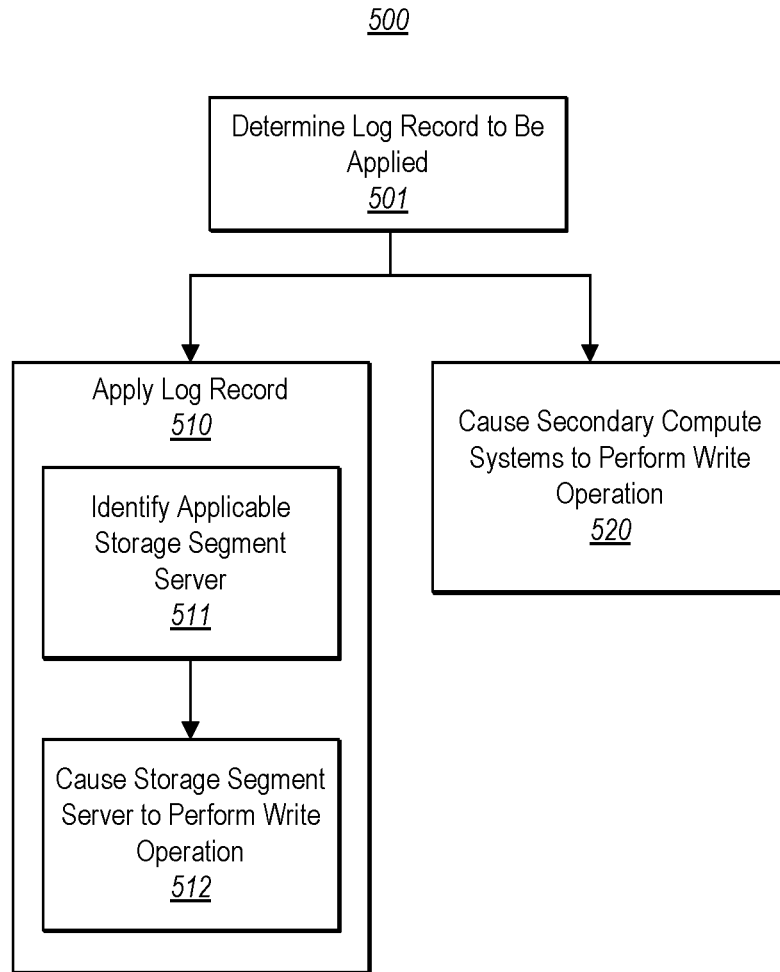 500
Determine Log Record to Be
Applied
501
Apply Log Record
510
Identify Applicable
Storage Segment
Server
511
Cause Storage Segment
Server to Perform Write
Operation
512
Cause Secondary Compute
Systems to Perform Write
Operation
520